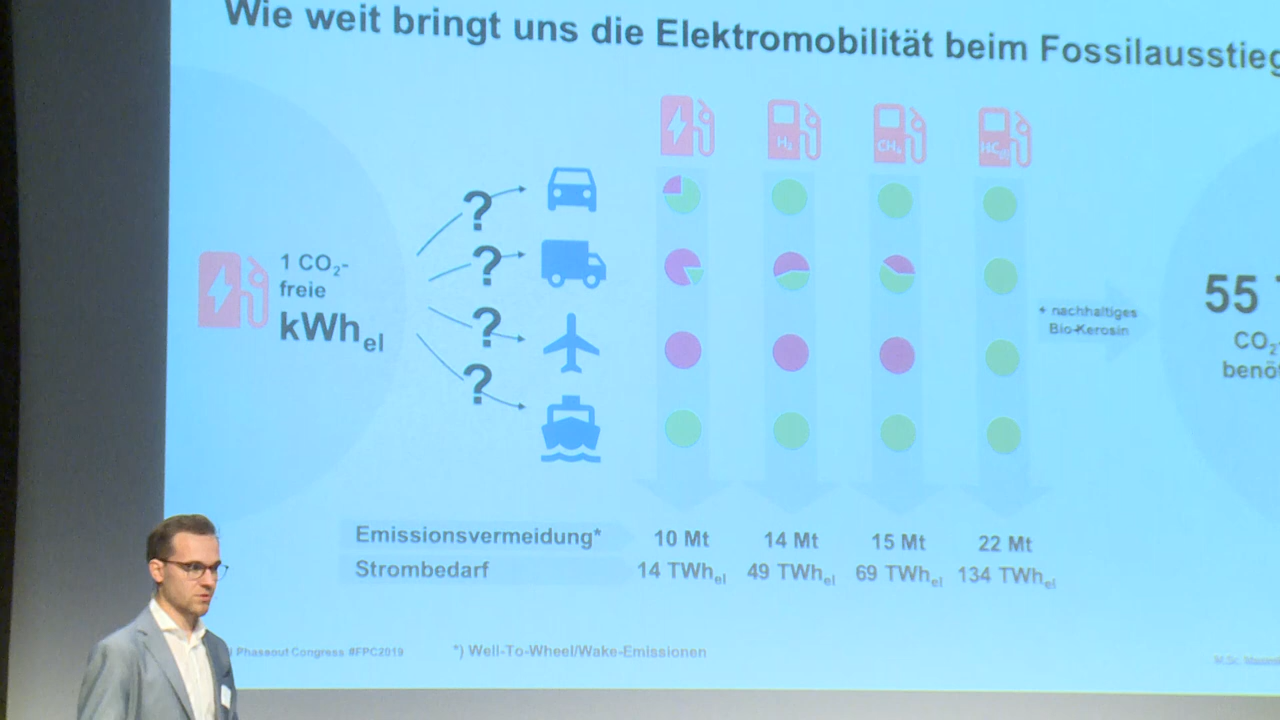 Wie weit bringt uns die Elektromobilität beim Fossilausstieg
H₂
CH₄
HC(l)
1 CO₂-
freie
kWhel
?
?
?
?
+ nachhaltiges
Bio-Kerosin
55
CO₂
benö
Emissionsvermeidung* 10 Mt 14 Mt 15 Mt 22 Mt
Strombedarf 14 TWhel 49 TWhel 69 TWhel 134 TWhel
Phaseout Congress #FPC2019
*) Well-To-Wheel/Wake-Emissionen
M.Sc.